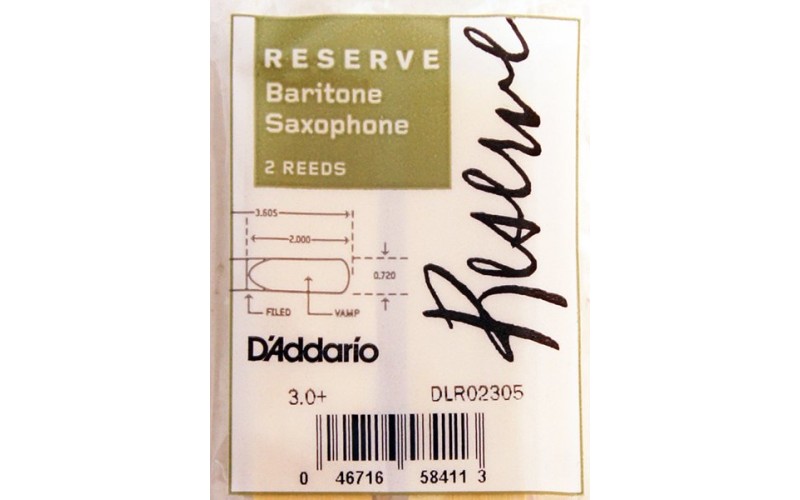 RESERVE
Baritone
Saxophone
2 REEDS
Reserve
3.605
2.000
0.720
FILED
VAMP
D'Addario
3.0+
DLR02305
0 46716 58411 3